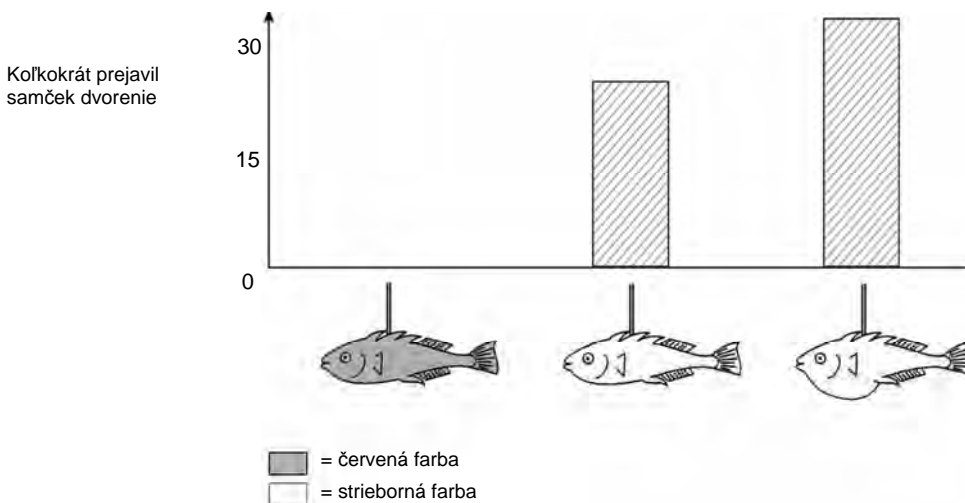 30
Koľkokrát prejavil
samček dvorenie
15
0
= červená farba
= strieborná farba